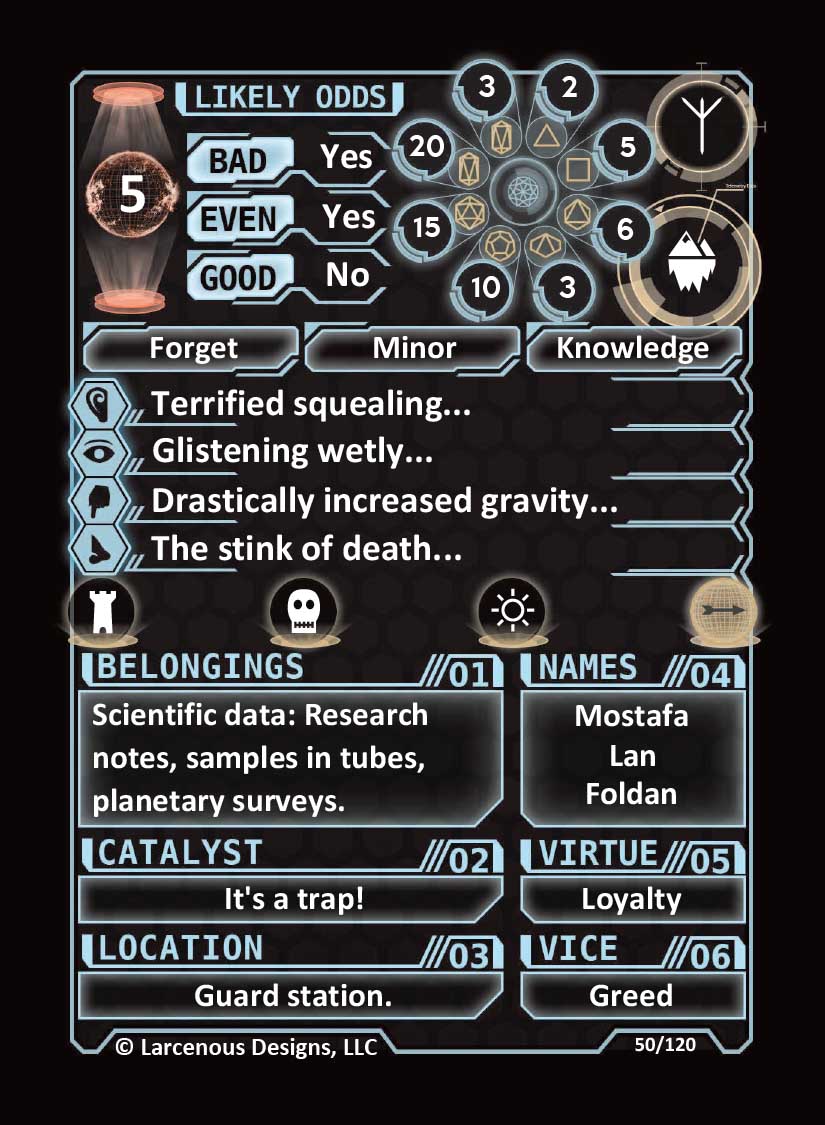 LIKELY ODDS
5
BAD Yes
EVEN Yes
GOOD No
3
2
20
5
15
6
10
3
Telemetry Data
Forget Minor Knowledge
Terrified squealing...
Glistening wetly...
Drastically increased gravity...
The stink of death...
BELONGINGS ///01
Scientific data: Research
notes, samples in tubes,
planetary surveys.
NAMES ///04
Mostafa
Lan
Foldan
CATALYST ///02
It's a trap!
VIRTUE ///05
Loyalty
LOCATION ///03
Guard station.
VICE ///06
Greed
© Larcenous Designs, LLC
50/120